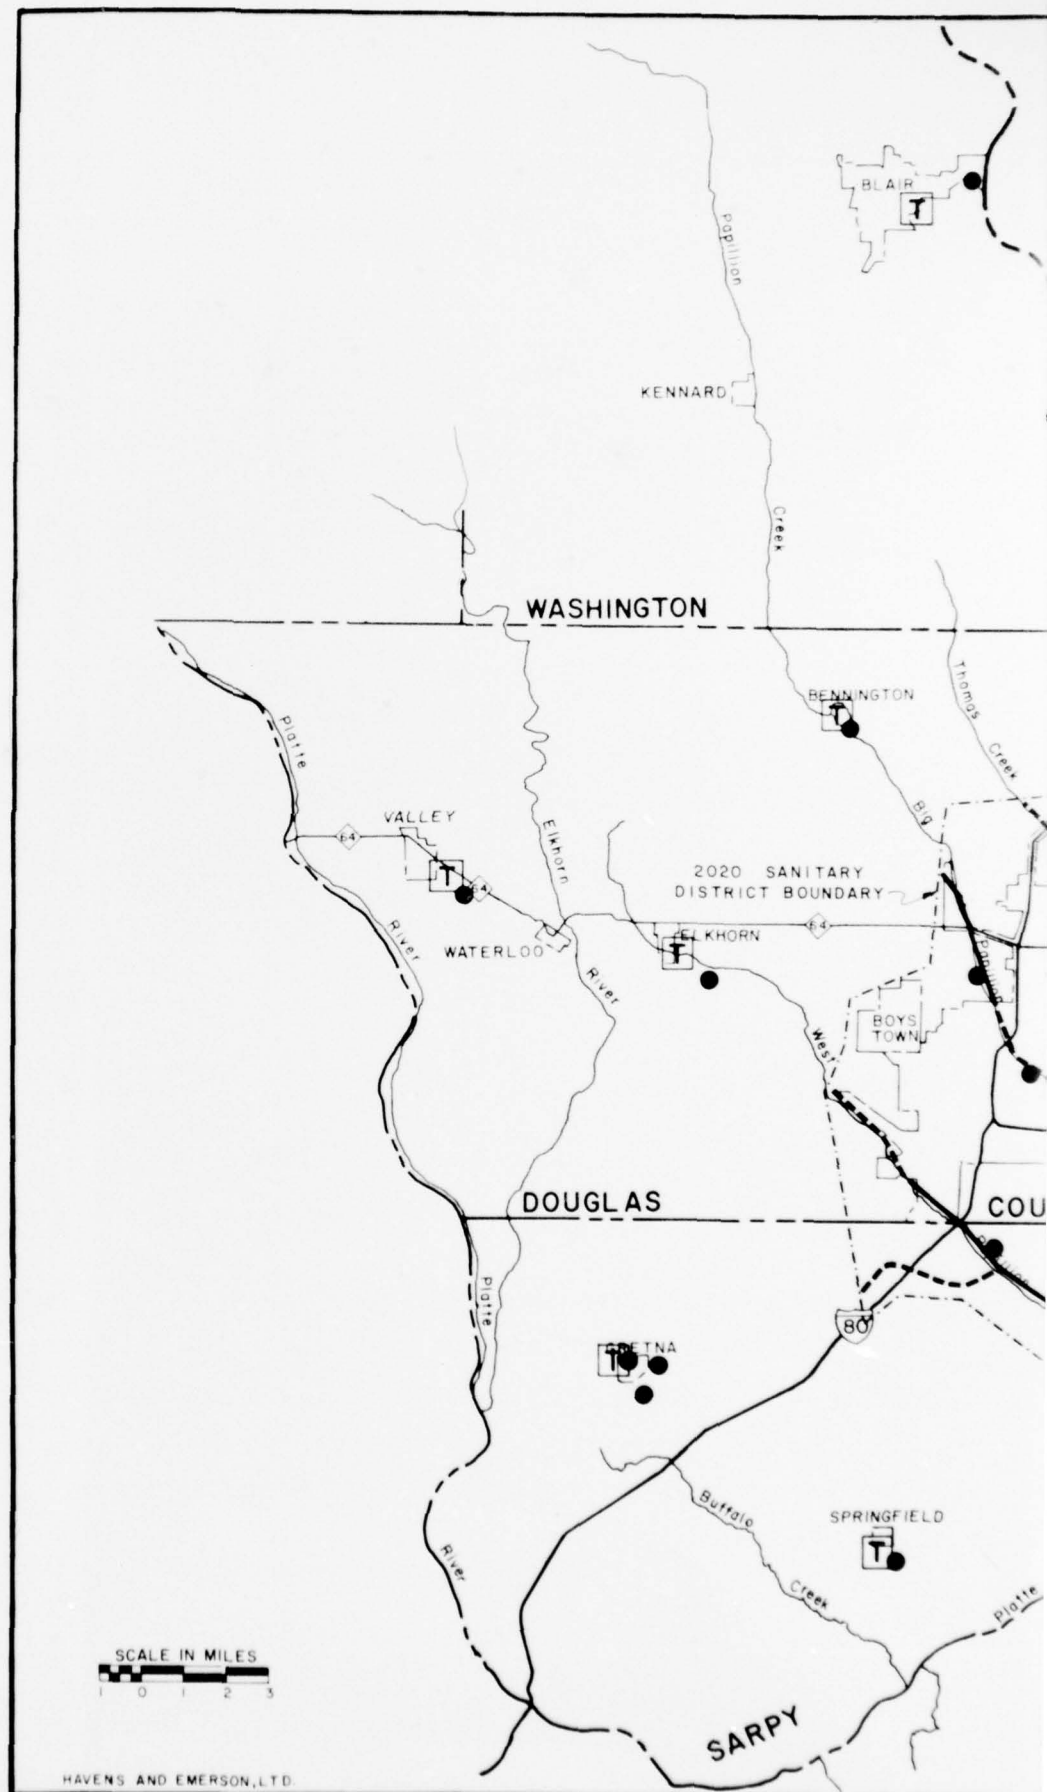 BLAIR
T
Papillion
KENNARD
Creek
WASHINGTON
Thomas
Creek
BENNINGTON
T
Big
Platte
VALLEY
64
T
64
Elkhorn
2020 SANITARY
DISTRICT BOUNDARY
64
River
WATERLOO
ELKHORN
T
River
Papillion
BOYS
TOWN
West
DOUGLAS
COU
Papillion
Platte
80
GRETNA
T
Buffalo
SPRINGFIELD
T
River
Creek
Platte
SCALE IN MILES
1 0 1 2 3
SARPY
HAVENS AND EMERSON, LTD.